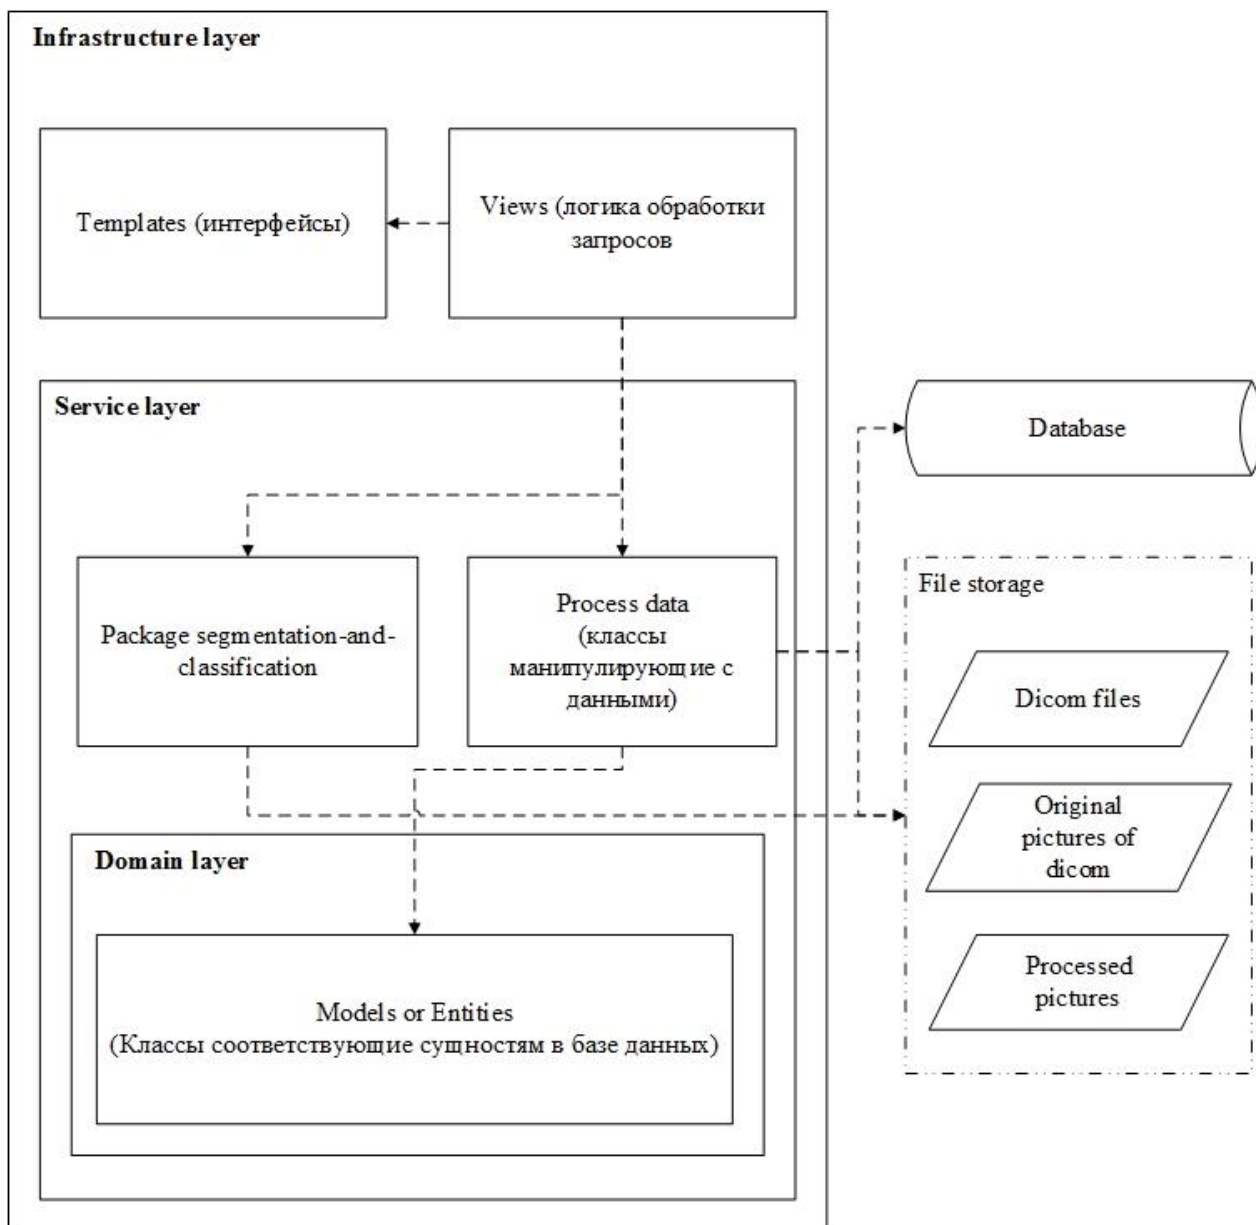 Infrastructure layer
Templates (интерфейсы)
Views (логика обработки
запросов
Service layer
Database
Package segmentation-and-
classification
Process data
(классы
манипулирующие с
данными)
File storage
Dicom files
Original
pictures of
dicom
Domain layer
Models or Entities
(Классы соответствующие сущностям в базе данных)
Processed
pictures